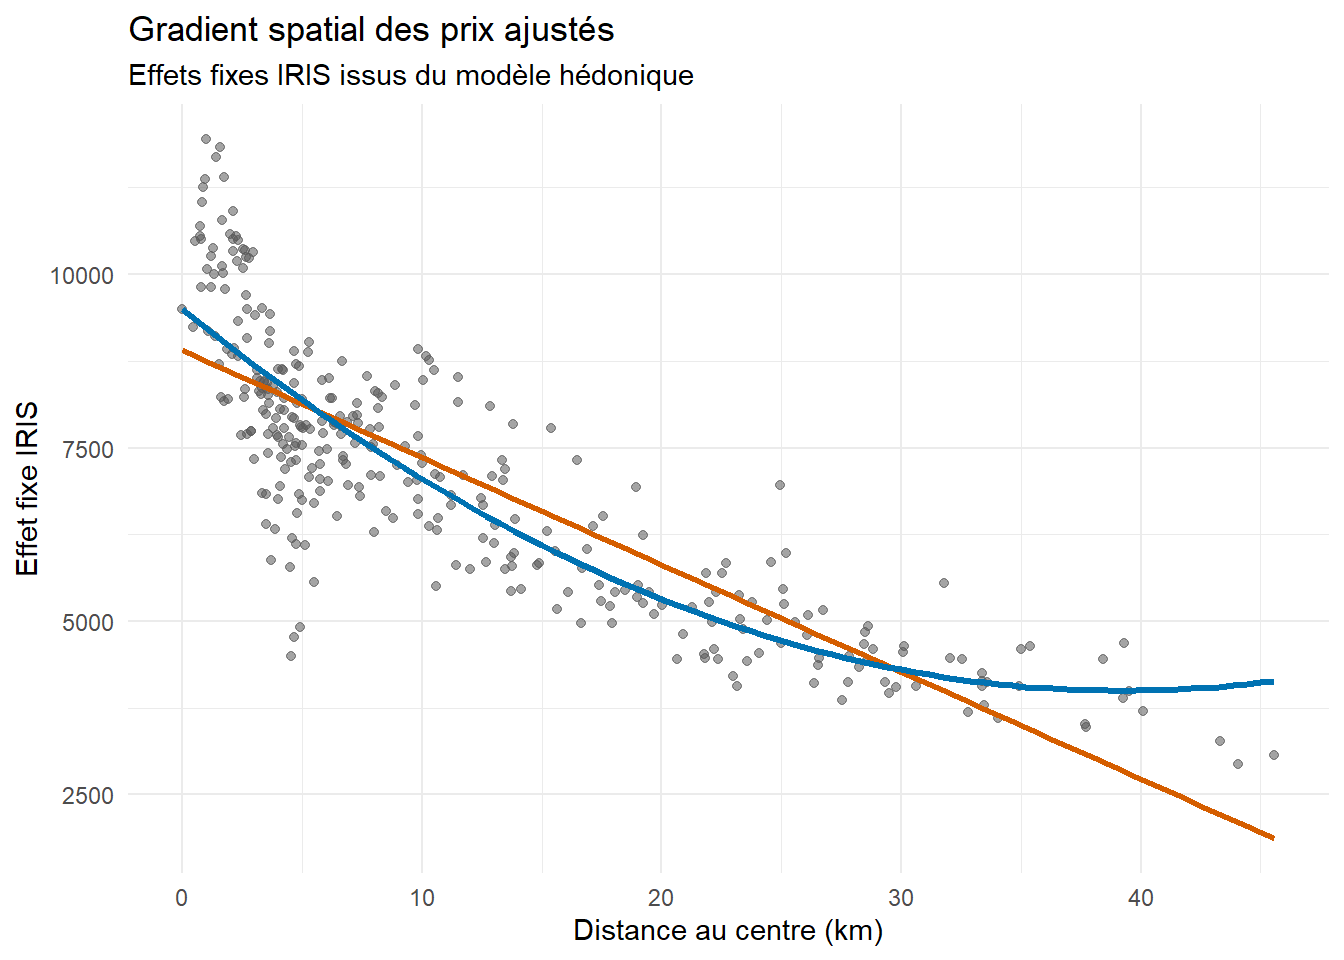 Gradient spatial des prix ajustés
Effets fixes IRIS issus du modèle hédonique
Effet fixe IRIS
10000
7500
5000
2500
0 10 20 30 40
Distance au centre (km)